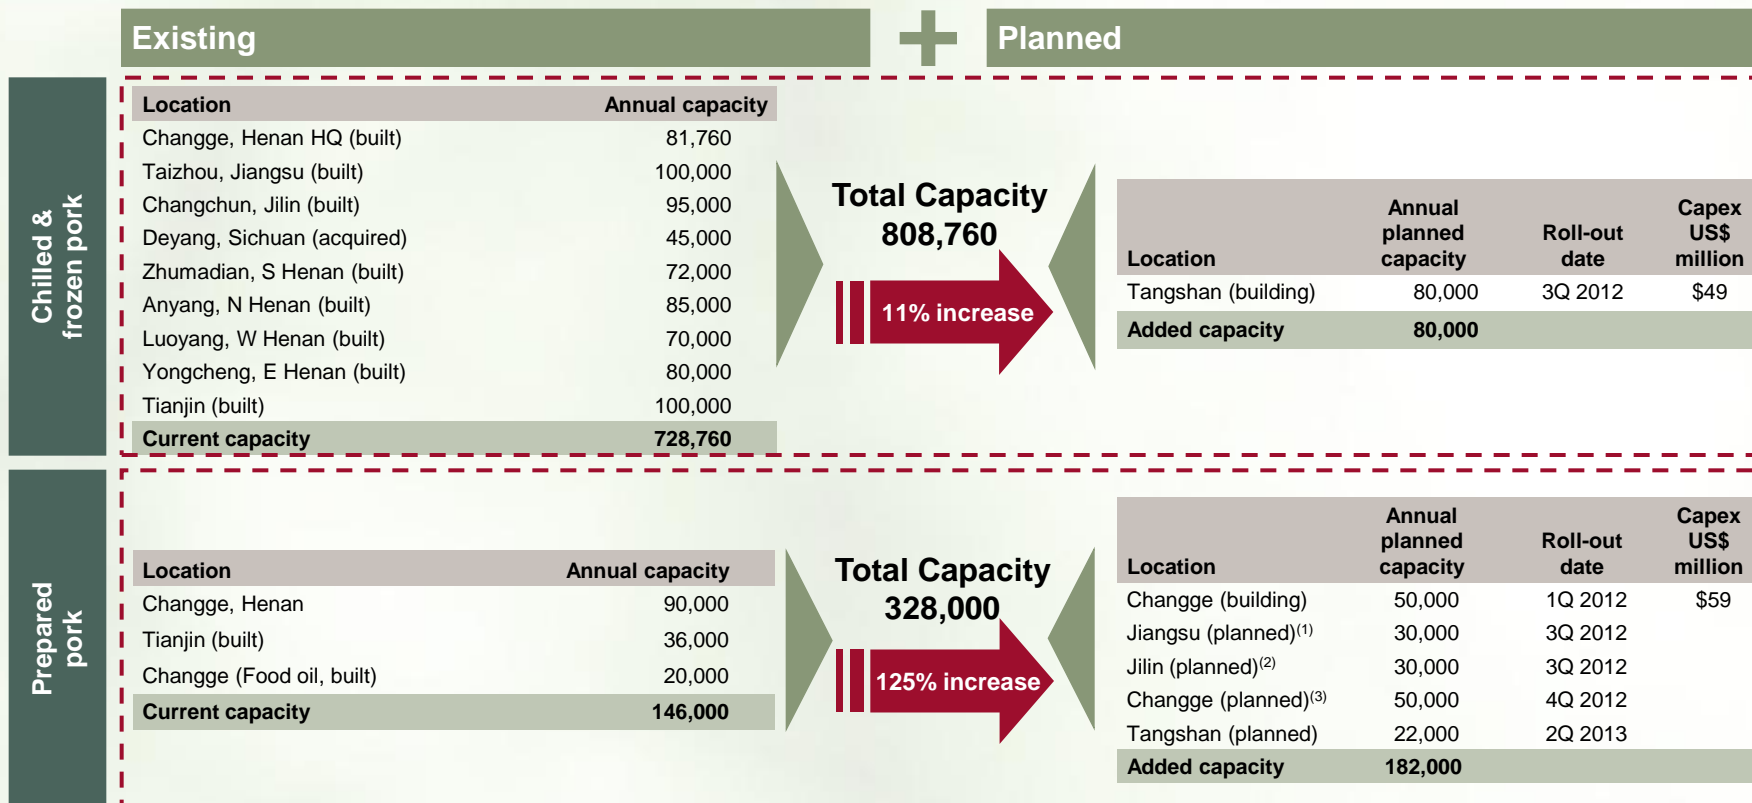 Existing
+
Planned
Chilled &
frozen pork
Location Annual capacity
Changge, Henan HQ (built) 81,760
Taizhou, Jiangsu (built) 100,000
Changchun, Jilin (built) 95,000
Deyang, Sichuan (acquired) 45,000
Zhumadian, S Henan (built) 72,000
Anyang, N Henan (built) 85,000
Luoyang, W Henan (built) 70,000
Yongcheng, E Henan (built) 80,000
Tianjin (built) 100,000
Current capacity 728,760
Total Capacity
808,760
11% increase
Annual Capex
planned Roll-out US$
Location capacity date million
Tangshan (building) 80,000 3Q 2012 $49
Added capacity 80,000
Prepared
pork
Location Annual capacity
Changge, Henan 90,000
Tianjin (built) 36,000
Changge (Food oil, built) 20,000
Current capacity 146,000
Total Capacity
328,000
125% increase
Annual Capex
planned Roll-out US$
Location capacity date million
Changge (building) 50,000 1Q 2012 $59
Jiangsu (planned)(1) 30,000 3Q 2012
Jilin (planned)(2) 30,000 3Q 2012
Changge (planned)(3) 50,000 4Q 2012
Tangshan (planned) 22,000 2Q 2013
Added capacity 182,000